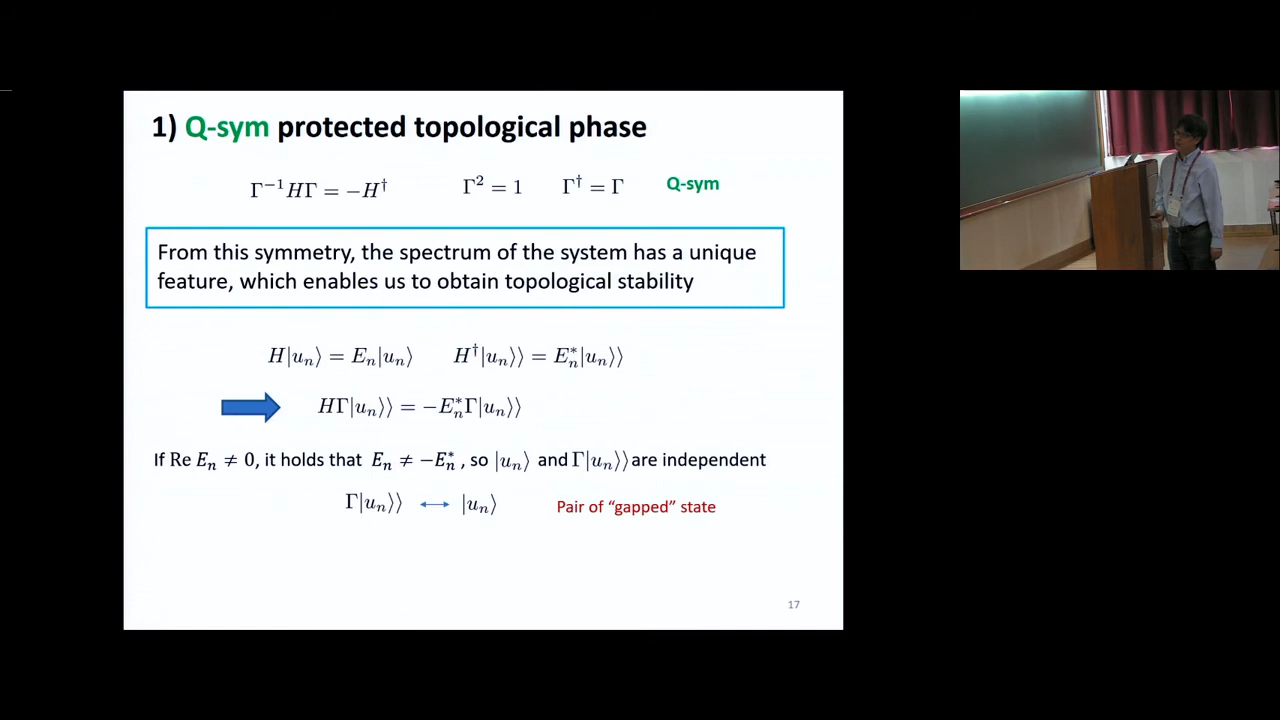 1) Q-sym protected topological phase
Γ⁻¹HΓ = −H† Γ² = 1 Γ† = Γ Q-sym
From this symmetry, the spectrum of the system has a unique
feature, which enables us to obtain topological stability
H|uₙ⟩ = Eₙ|uₙ⟩ H†|uₙ⟩⟩ = Eₙ*|uₙ⟩⟩
HΓ|uₙ⟩⟩ = −Eₙ*Γ|uₙ⟩⟩
If Re Eₙ ≠ 0, it holds that Eₙ ≠ −Eₙ*, so |uₙ⟩ and Γ|uₙ⟩⟩ are independent
Γ|uₙ⟩⟩ ↔ |uₙ⟩ Pair of “gapped” state
17